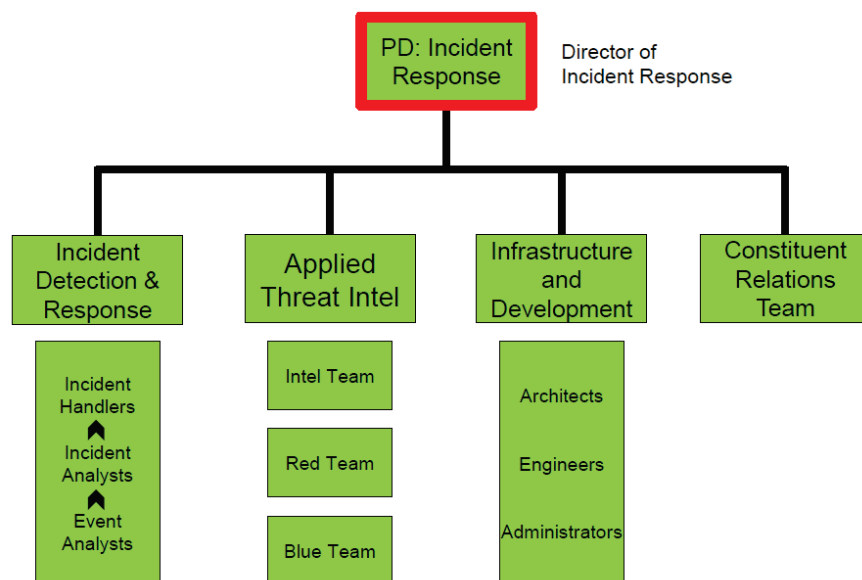 PD: Incident
Response
Director of
Incident Response
Incident
Detection &
Response
Applied
Threat Intel
Infrastructure
and
Development
Constituent
Relations
Team
Incident
Handlers
Incident
Analysts
Event
Analysts
Intel Team
Red Team
Blue Team
Architects
Engineers
Administrators